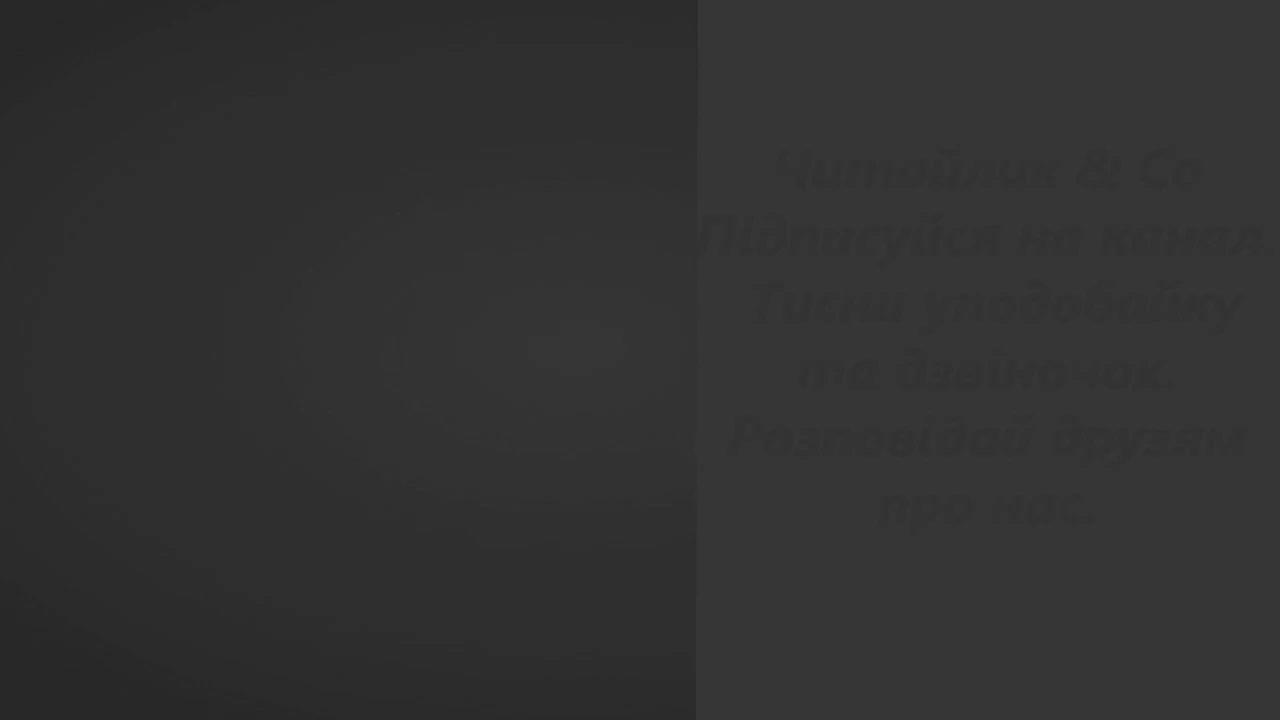 Читайлик & Co
Підписуйся на канал.
Тисни уподобайку
та дзвіночок.
Розповідай друзям
про нас.